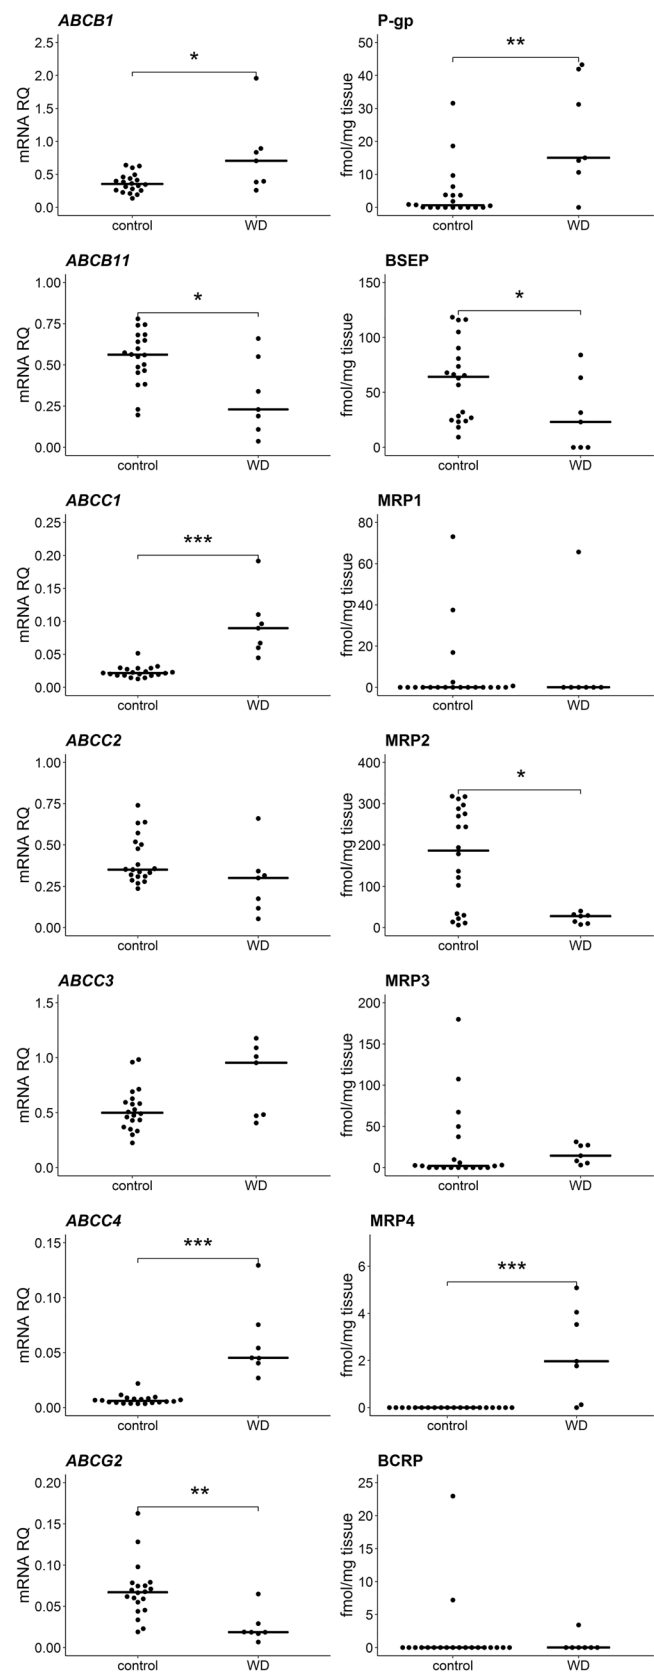 ABCB1
mRNA RQ
2.5
2.0
1.5
1.0
0.5
0.0
*
control WD
P-gp
fmol/mg tissue
50
40
30
20
10
0
**
control WD
ABCB11
mRNA RQ
1.00
0.75
0.50
0.25
0.00
*
control WD
BSEP
fmol/mg tissue
150
100
50
0
*
control WD
ABCC1
mRNA RQ
0.25
0.20
0.15
0.10
0.05
0.00
***
control WD
MRP1
fmol/mg tissue
80
60
40
20
0
control WD
ABCC2
mRNA RQ
1.00
0.75
0.50
0.25
0.00
control WD
MRP2
fmol/mg tissue
400
300
200
100
0
*
control WD
ABCC3
mRNA RQ
1.5
1.0
0.5
0.0
control WD
MRP3
fmol/mg tissue
200
150
100
50
0
control WD
ABCC4
mRNA RQ
0.15
0.10
0.05
0.00
***
control WD
MRP4
fmol/mg tissue
6
4
2
0
***
control WD
ABCG2
mRNA RQ
0.20
0.15
0.10
0.05
0.00
**
control WD
BCRP
fmol/mg tissue
25
20
15
10
5
0
control WD